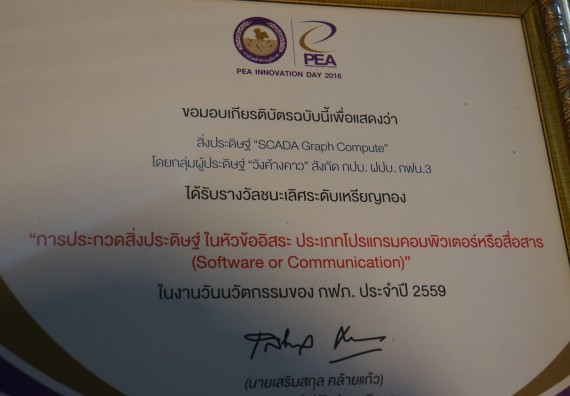 PEA
PEA INNOVATION DAY 2016
ขอมอบเกียรติบัตรฉบับนี้เพื่อแสดงว่า
สิ่งประดิษฐ์ “SCADA Graph Compute”
โดยกลุ่มผู้ประดิษฐ์ “วังค้างคาว” สังกัด กปบ. ฝปบ. กฟน.3
ได้รับรางวัลชนะเลิศระดับเหรียญทอง
“การประกวดสิ่งประดิษฐ์ ในหัวข้ออิสระ ประเภทโปรแกรมคอมพิวเตอร์หรือสื่อสาร
(Software or Communication)”
ในงานวันนวัตกรรมของ กฟภ. ประจำปี 2559
(นายเสริมสกุล คล้ายแก้ว)